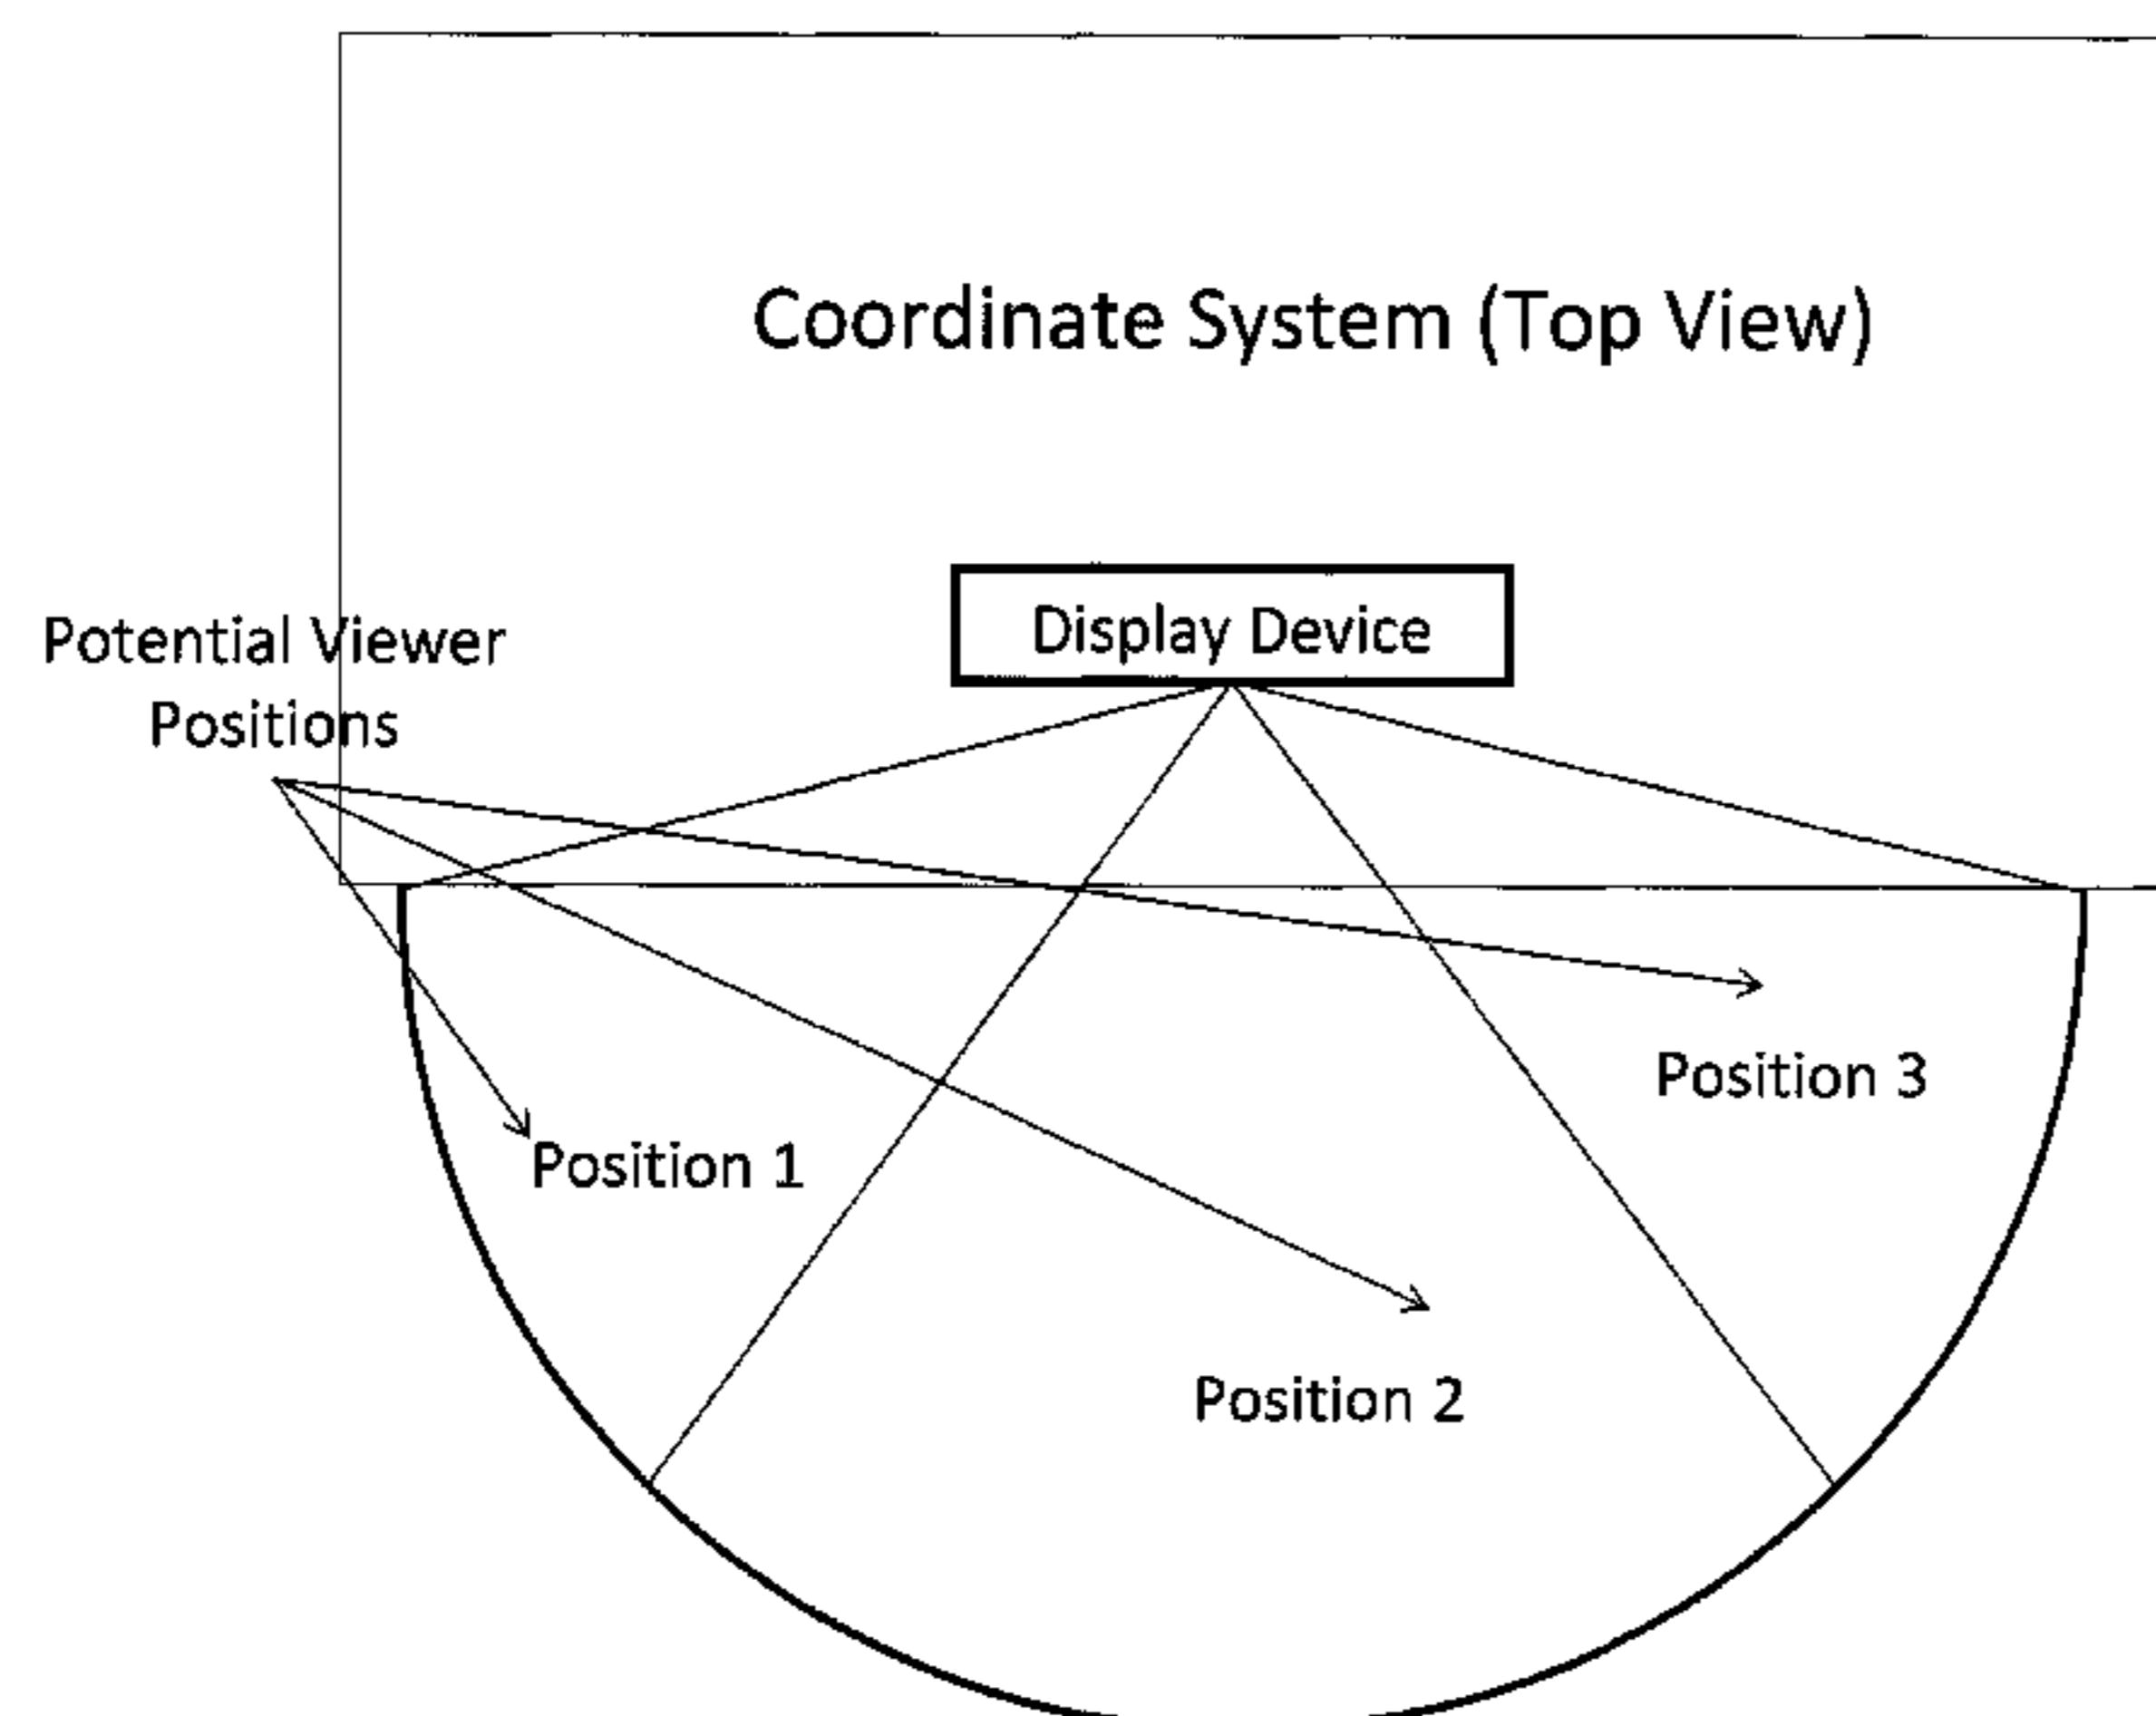 Coordinate System (Top View)
Display Device
Potential Viewer
Positions
Position 3
Position 1
Position 2